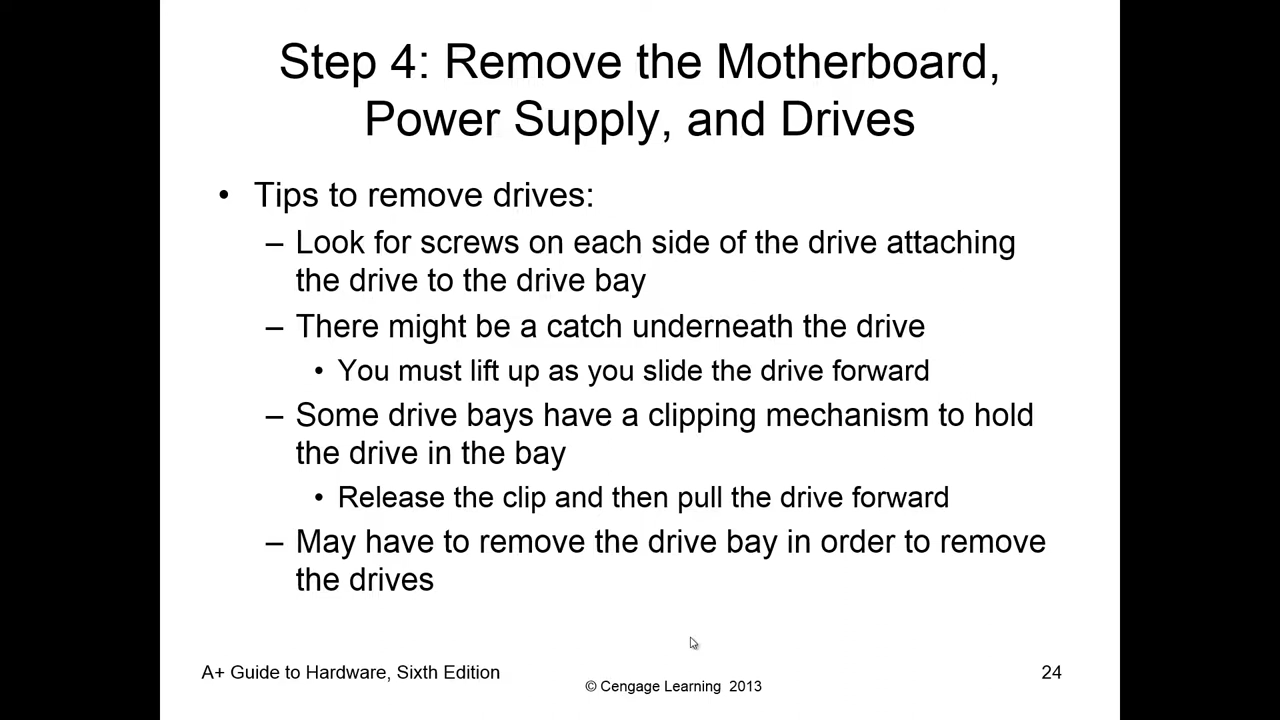 Step 4: Remove the Motherboard,
Power Supply, and Drives
• Tips to remove drives:
– Look for screws on each side of the drive attaching
the drive to the drive bay
– There might be a catch underneath the drive
• You must lift up as you slide the drive forward
– Some drive bays have a clipping mechanism to hold
the drive in the bay
• Release the clip and then pull the drive forward
– May have to remove the drive bay in order to remove
the drives
A+ Guide to Hardware, Sixth Edition
© Cengage Learning 2013
24